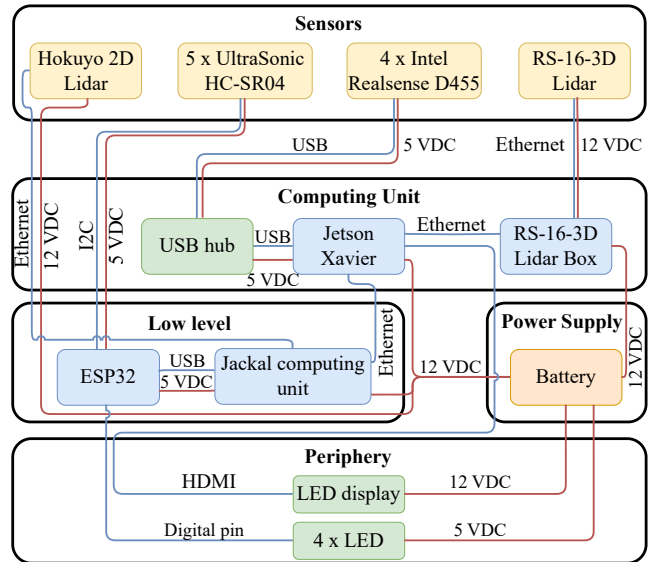 Sensors
Hokuyo 2D
Lidar
5 x UltraSonic
HC-SR04
4 x Intel
Realsense D455
RS-16-3D
Lidar
USB
5 VDC
Ethernet
12 VDC
Ethernet
12 VDC
I2C
5 VDC
Computing Unit
USB hub
USB
5 VDC
Jetson
Xavier
Ethernet
RS-16-3D
Lidar Box
Low level
ESP32
USB
5 VDC
Jackal computing
unit
Ethernet
12 VDC
Power Supply
Battery
12 VDC
Periphery
HDMI
LED display
12 VDC
Digital pin
4 x LED
5 VDC